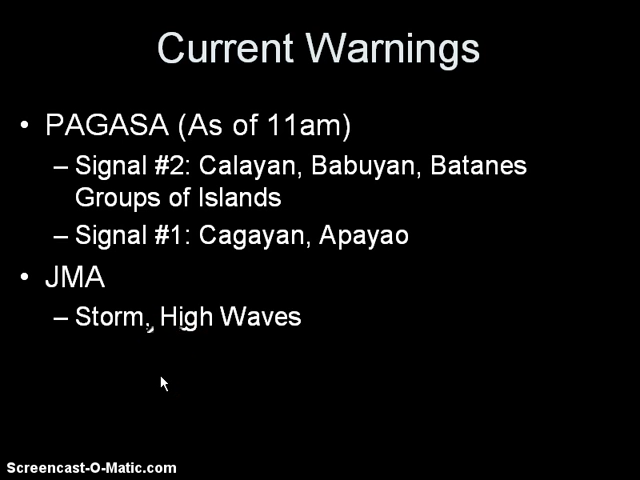 Current Warnings
• PAGASA (As of 11am)
– Signal #2: Calayan, Babuyan, Batanes
Groups of Islands
– Signal #1: Cagayan, Apayao
• JMA
– Storm, High Waves
Screencast-O-Matic.com